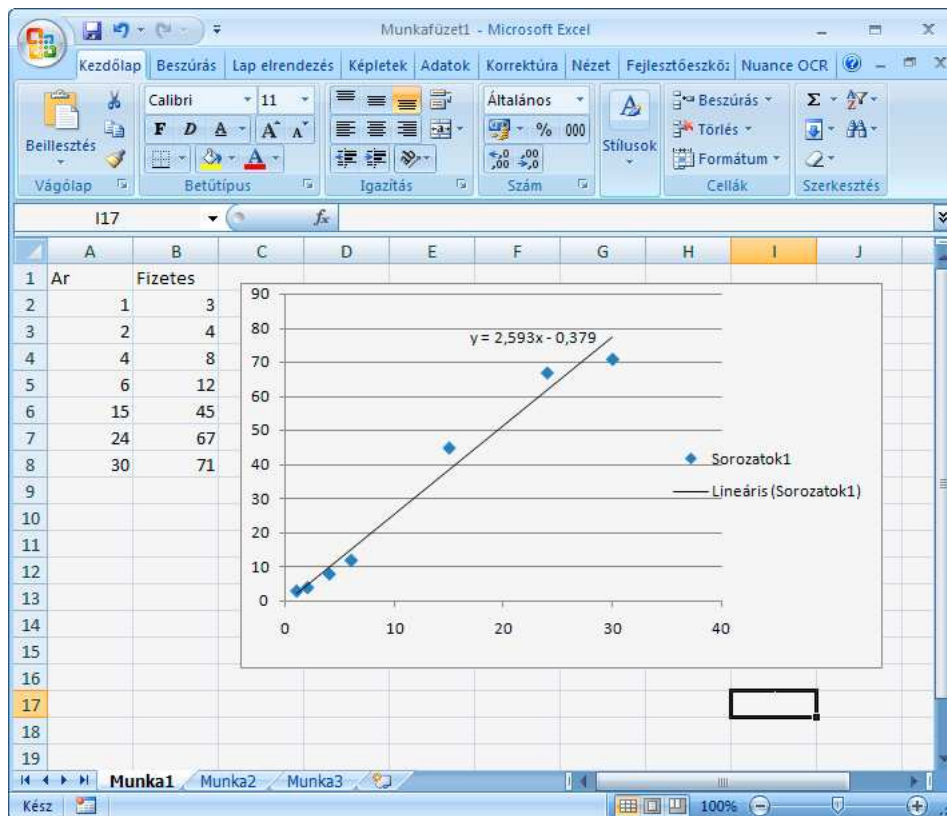 Munkafüzet1 - Microsoft Excel
Kezdőlap Beszúrás Lap elrendezés Képletek Adatok Korrektúra Nézet Fejlesztőeszköz Nuance OCR
Beillesztés
Vágólap
Calibri 11
F D A A A
A
Betűtípus
Igazítás
Általános
% 000
,0 ,00
,00 ,0
Szám
A
Stílusok
Beszúrás
Törlés
Formátum
Cellák
Σ
Szerkesztés
I17 fx
A B C D E F G H I J
1 Ar Fizetes
2 1 3
3 2 4
4 4 8
5 6 12
6 15 45
7 24 67
8 30 71
9
10
11
12
13
14
15
16
17
18
19
90
80
70
60
50
40
30
20
10
0
0 10 20 30 40
y = 2,593x - 0,379
Sorozatok1
Lineáris (Sorozatok1)
Munka1 Munka2 Munka3
Kész 100%